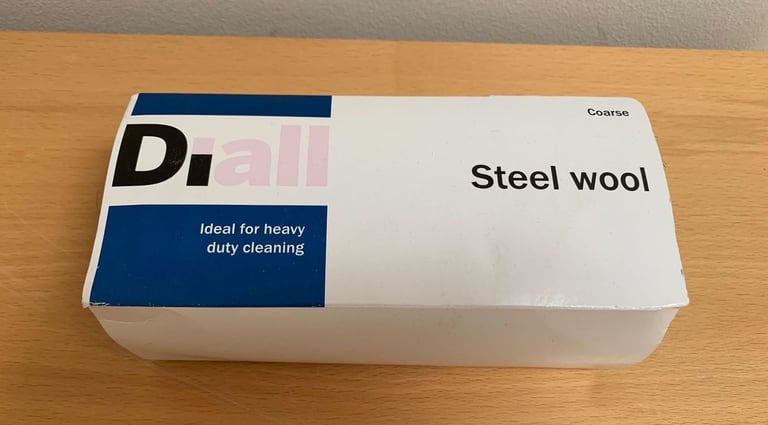 Diall
Ideal for heavy
duty cleaning
Coarse
Steel wool